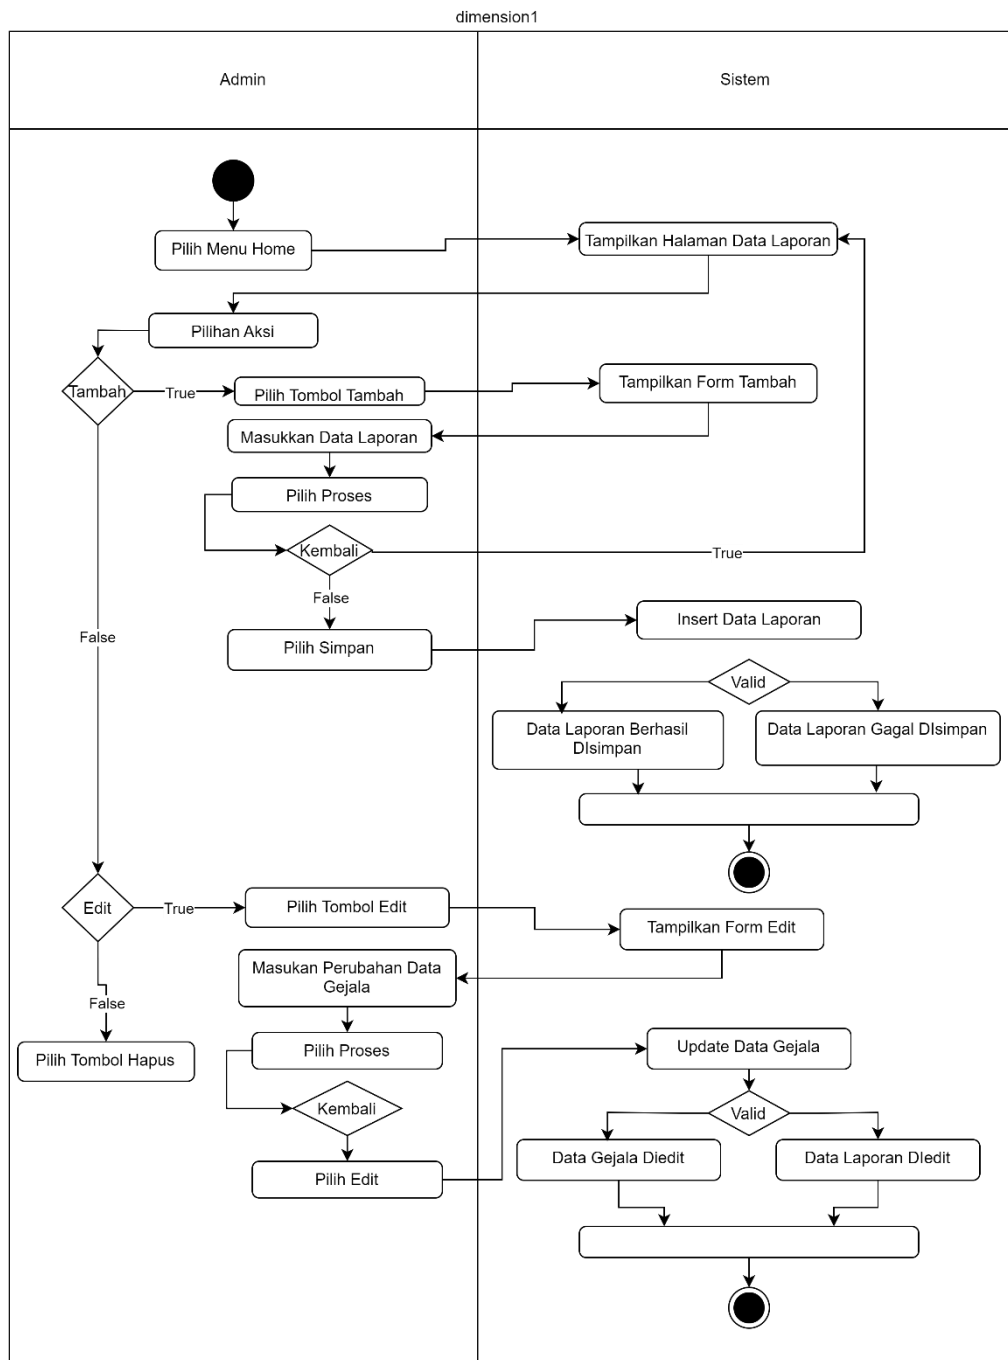 dimension1
Admin
Sistem
Pilih Menu Home
Tampilkan Halaman Data Laporan
Pilihan Aksi
Tambah
True
Pilih Tombol Tambah
Tampilkan Form Tambah
Masukkan Data Laporan
Pilih Proses
Kembali
True
False
False
Pilih Simpan
Insert Data Laporan
Valid
Data Laporan Berhasil
DIsimpan
Data Laporan Gagal DIsimpan
Edit
True
Pilih Tombol Edit
Tampilkan Form Edit
Masukan Perubahan Data
Gejala
False
Pilih Tombol Hapus
Pilih Proses
Update Data Gejala
Kembali
Valid
Data Gejala Diedit
Data Laporan DIedit
Pilih Edit